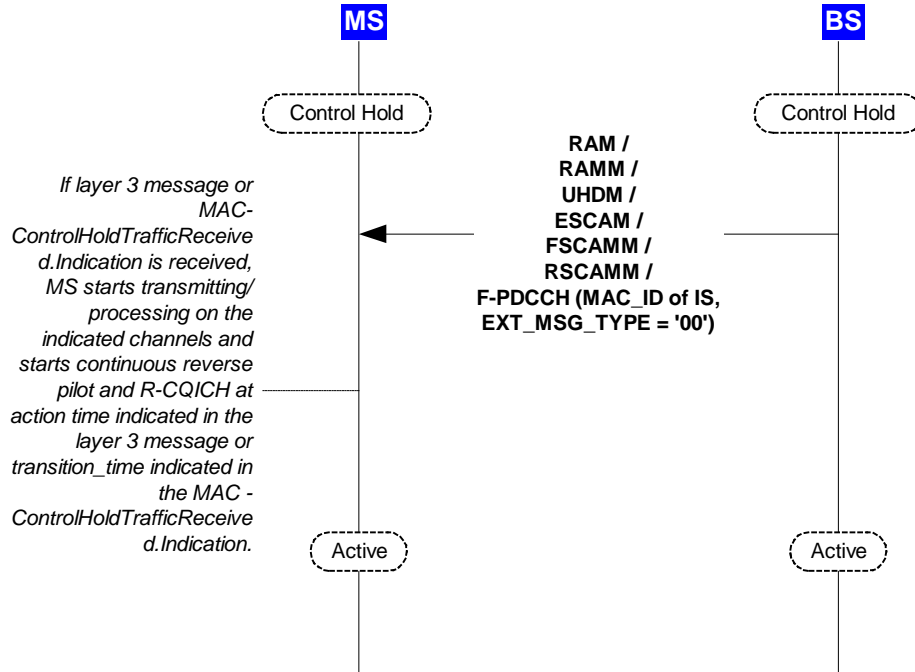 MS
BS
Control Hold
Control Hold
RAM /
RAMM /
UHDM /
ESCAM /
FSCAMM /
RSCAMM /
F-PDCCH (MAC_ID of IS,
EXT_MSG_TYPE = '00')
If layer 3 message or
MAC-
ControlHoldTrafficReceive
d.Indication is received,
MS starts transmitting/
processing on the
indicated channels and
starts continuous reverse
pilot and R-CQICH at
action time indicated in the
layer 3 message or
transition_time indicated in
the MAC -
ControlHoldTrafficReceive
d.Indication.
Active
Active